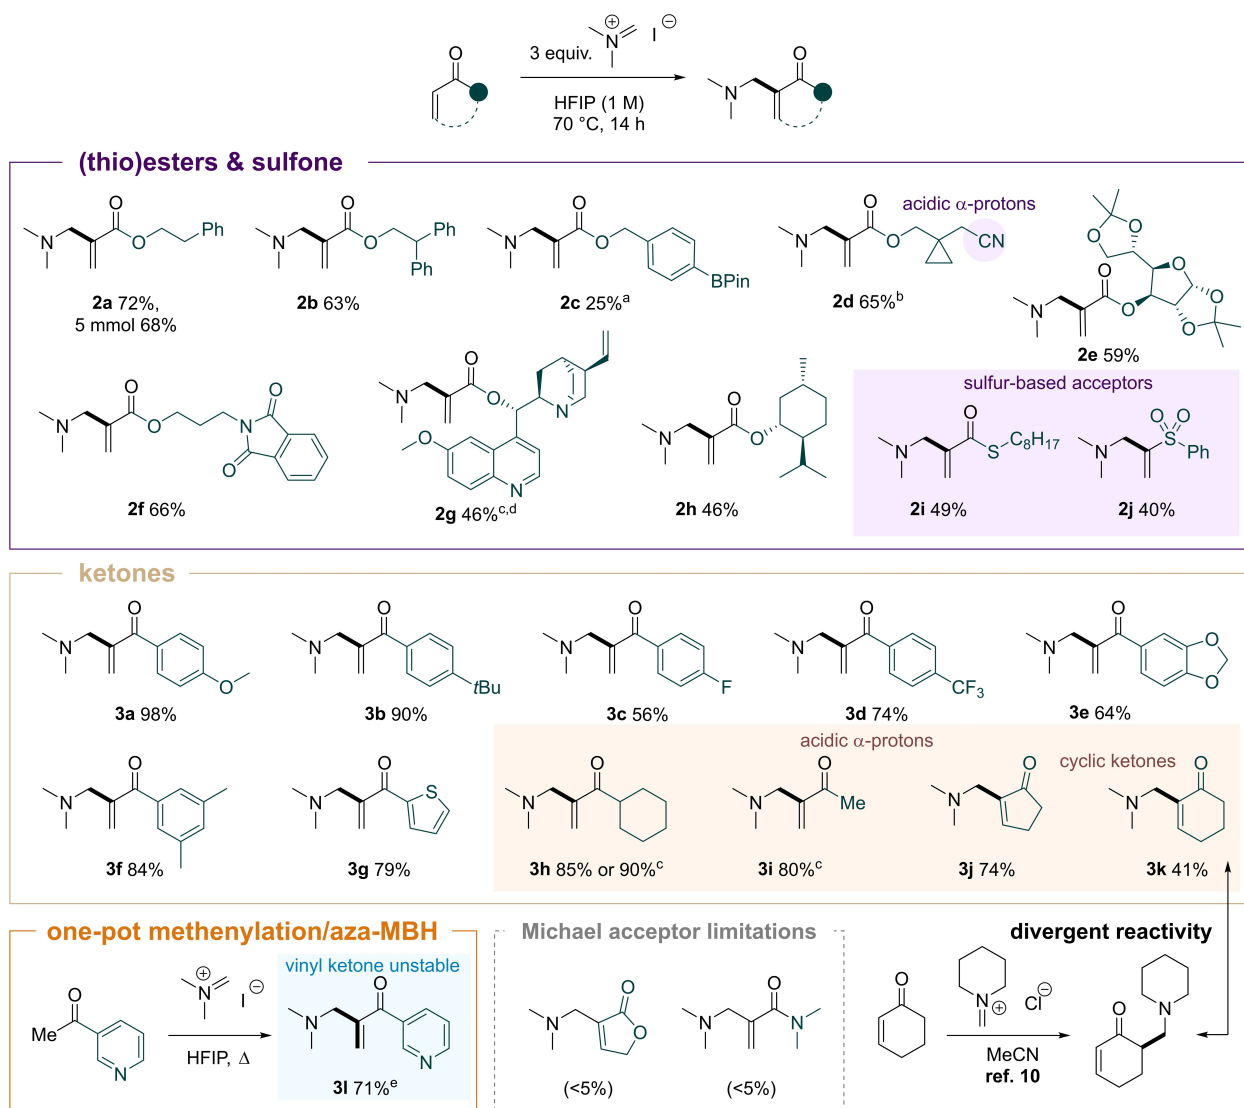 O
3 equiv.
N
⊕
I
⊖
HFIP (1 M)
70 °C, 14 h
N
O
(thio)esters & sulfone
N
O
O
Ph
2a 72%,
5 mmol 68%
N
O
O
Ph
Ph
2b 63%
N
O
O
BPin
2c 25%a
N
O
O
acidic α-protons
CN
2d 65%b
N
O
O
O
O
O
O
O
2e 59%
N
O
O
N
O
O
2f 66%
N
O
O
N
O
N
2g 46%c,d
N
O
O
2h 46%
sulfur-based acceptors
N
O
S
C8H17
2i 49%
N
O
O
S
Ph
2j 40%
ketones
N
O
O
3a 98%
N
O
tBu
3b 90%
N
O
F
3c 56%
N
O
CF3
3d 74%
N
O
O
O
3e 64%
N
O
3f 84%
N
O
S
3g 79%
acidic α-protons
cyclic ketones
N
O
3h 85% or 90%c
N
O
Me
3i 80%c
N
O
3j 74%
N
O
3k 41%
one-pot methenylation/aza-MBH
O
Me
N
N
⊕
I
⊖
HFIP, Δ
vinyl ketone unstable
N
O
N
3l 71%e
Michael acceptor limitations
N
O
O
(<5%)
N
O
N
(<5%)
divergent reactivity
O
N
⊕
Cl
⊖
MeCN
ref. 10
O
N